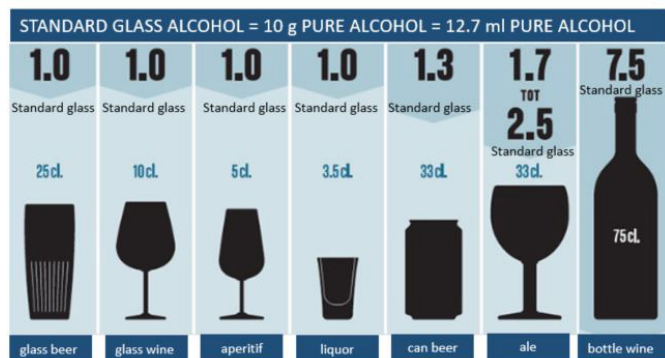 STANDARD GLASS ALCOHOL = 10 g PURE ALCOHOL = 12.7 ml PURE ALCOHOL
1.0
Standard glass
25cl.
glass beer
1.0
Standard glass
10cl.
glass wine
1.0
Standard glass
5cl.
aperitif
1.0
Standard glass
3.5cl.
liquor
1.3
Standard glass
33cl.
can beer
1.7
TOT
2.5
Standard glass
33cl.
ale
7.5
Standard glass
75cl.
bottle wine